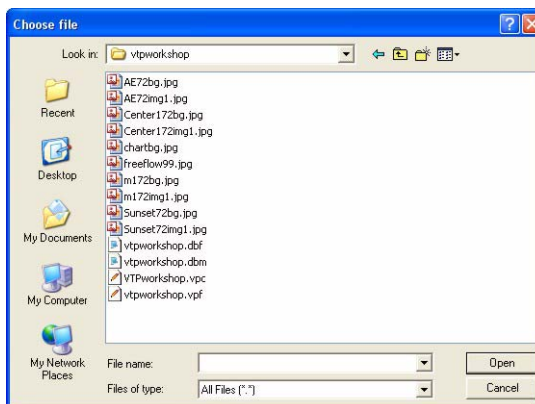 Choose file
Look in: vtpworkshop
Recent
Desktop
My Documents
My Computer
My Network Places
AE72bg.jpg
AE72img1.jpg
Center172bg.jpg
Center172img1.jpg
chartbg.jpg
freeflow99.jpg
m172bg.jpg
m172img1.jpg
Sunset72bg.jpg
Sunset72img1.jpg
vtpworkshop.dbf
vtpworkshop.dbm
VTPworkshop.vpc
vtpworkshop.vpf
File name:
Open
Files of type: All Files (*.*)
Cancel